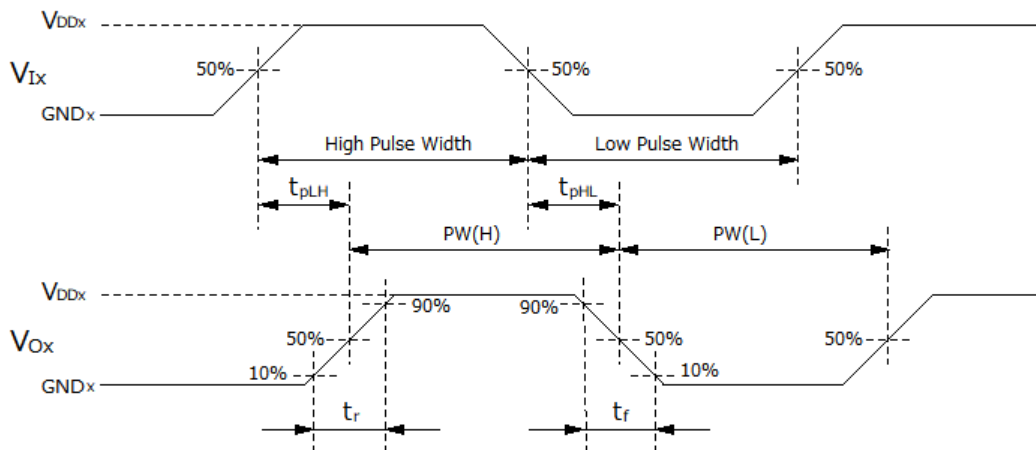 VDDx
VIx
50% 50% 50%
GNDx
High Pulse Width Low Pulse Width
tpLH tpHL
PW(H) PW(L)
VDDx
90% 90%
VOx
50% 50% 50%
10% 10%
GNDx
tr tf